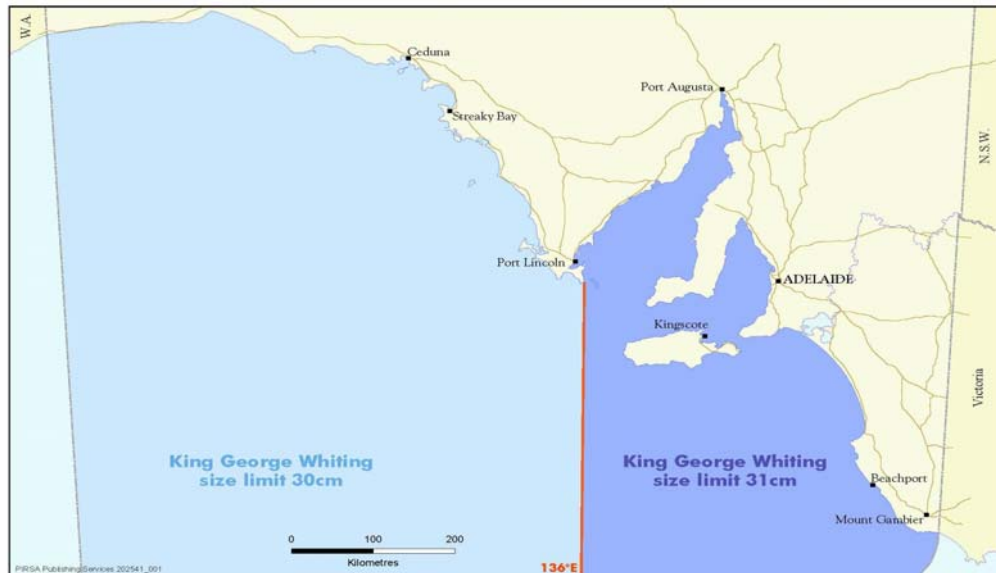 W.A.
Ceduna
Streaky Bay
Port Augusta
N.S.W.
Port Lincoln
ADELAIDE
Kingscote
Victoria
King George Whiting
size limit 30cm
King George Whiting
size limit 31cm
Beachport
Mount Gambier
0 100 200
Kilometres
136°E
PIRSA Publishing Services 202541_001